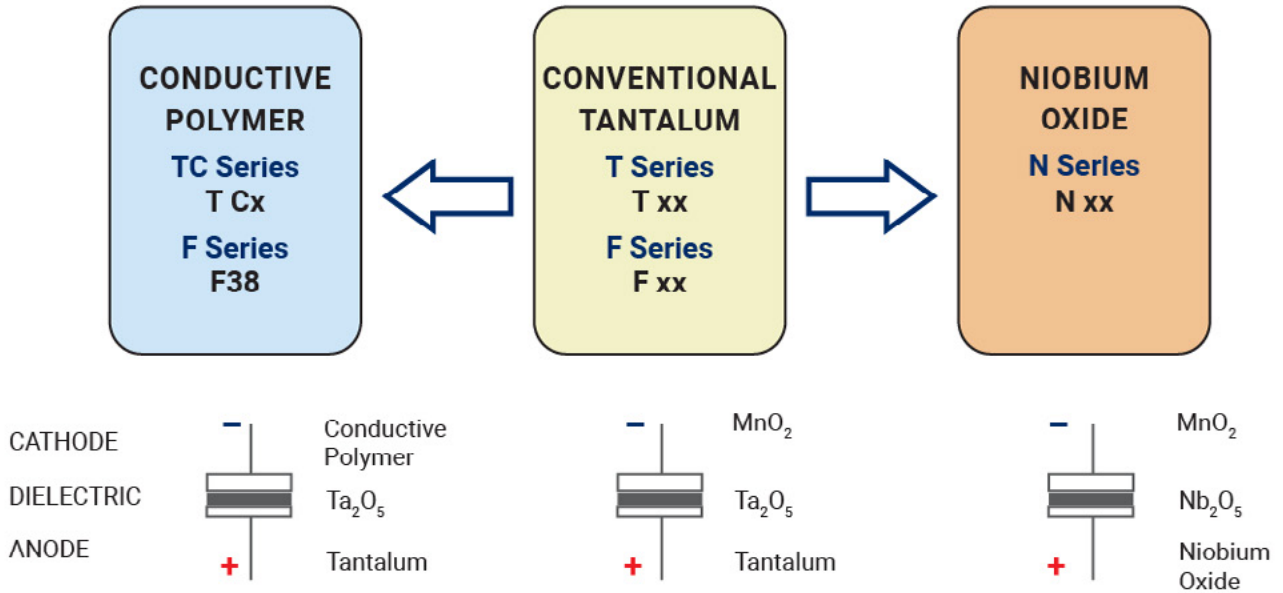 CONDUCTIVE
POLYMER
TC Series
T Cx
F Series
F38
CONVENTIONAL
TANTALUM
T Series
T xx
F Series
F xx
NIOBIUM
OXIDE
N Series
N xx
CATHODE
DIELECTRIC
ANODE
−
Conductive
Polymer
Ta₂O₅
+
Tantalum
−
MnO₂
Ta₂O₅
+
Tantalum
−
MnO₂
Nb₂O₅
+
Niobium
Oxide